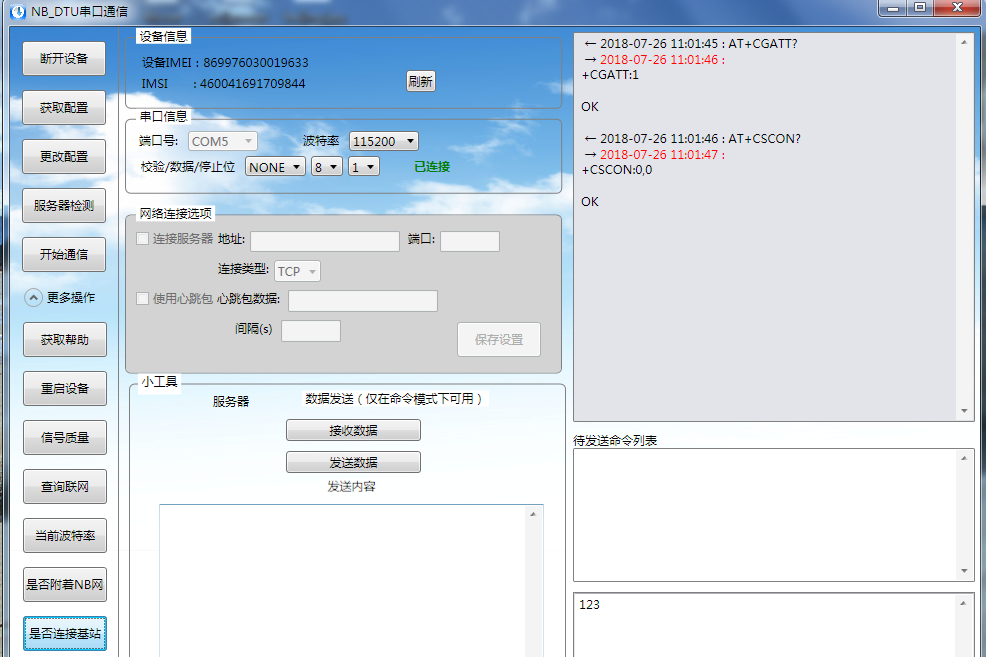 NB_DTU串口通信
断开设备
获取配置
更改配置
服务器检测
开始通信
更多操作
获取帮助
重启设备
信号质量
查询联网
当前波特率
是否附着NB网
是否连接基站
设备信息
设备IMEI : 869976030019633
IMSI : 460041691709844
刷新
串口信息
端口号: COM5 波特率 115200
校验/数据/停止位 NONE 8 1 已连接
网络连接选项
连接服务器 地址: 端口:
连接类型: TCP
使用心跳包 心跳包数据:
间隔(s)
保存设置
小工具
服务器 数据发送（仅在命令模式下可用）
接收数据
发送数据
发送内容
← 2018-07-26 11:01:45 : AT+CGATT?
→ 2018-07-26 11:01:46 :
+CGATT:1
OK
← 2018-07-26 11:01:46 : AT+CSCON?
→ 2018-07-26 11:01:47 :
+CSCON:0,0
OK
待发送命令列表
123